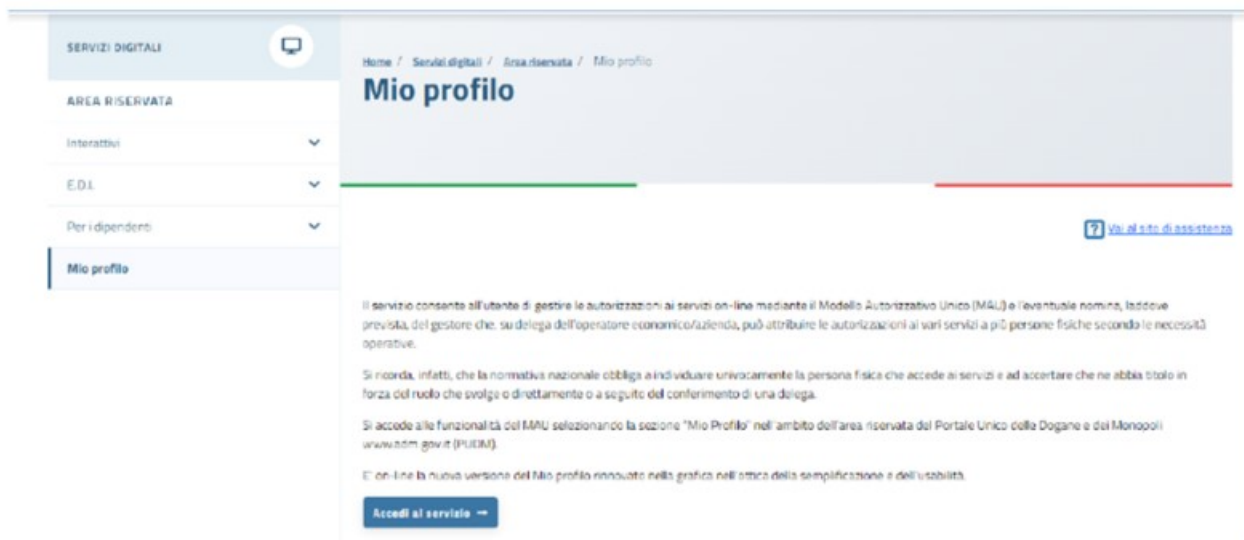 SERVIZI DIGITALI
AREA RISERVATA
Interattivi
E.D.I.
Per i dipendenti
Mio profilo
Home / Servizi digitali / Area riservata / Mio profilo
Mio profilo
? Vai al sito di assistenza
Il servizio consente all'utente di gestire le autorizzazioni ai servizi on-line mediante il Modello Autorizzativo Unico (MAU) e l'eventuale nomina, laddove
prevista, del gestore che, su delega dell'operatore economico/azienda, può attribuire le autorizzazioni ai vari servizi a più persone fisiche secondo le necessità
operative.
Si ricorda, infatti, che la normativa nazionale obbliga a individuare univocamente la persona fisica che accede ai servizi e ad accertare che ne abbia titolo in
forza del ruolo che svolge o direttamente o a seguito del conferimento di una delega.
Si accede alle funzionalità del MAU selezionando la sezione "Mio Profilo" nell'ambito dell'area riservata del Portale Unico delle Dogane e dei Monopoli
www.adm.gov.it (PUDM).
E' on-line la nuova versione del Mio profilo rinnovato nella grafica nell'ottica della semplificazione e dell'usabilità.
Accedi al servizio →